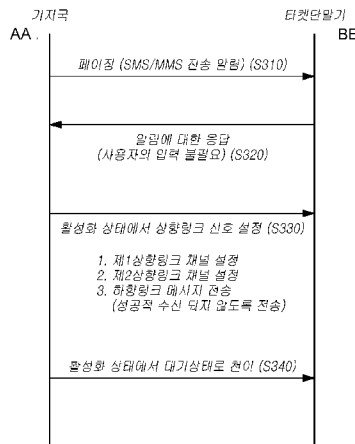 기지국
타켓단말기
AA
BB
페이징 (SMS/MMS 전송 알림) (S310)
알림에 대한 응답
(사용자의 입력 불필요) (S320)
활성화 상태에서 상향링크 신호 설정 (S330)
1. 제1상향링크 채널 설정
2. 제2상향링크 채널 설정
3. 하향링크 메시지 전송
(성공적 수신 되지 않도록 전송)
활성화 상태에서 대기상태로 천이 (S340)